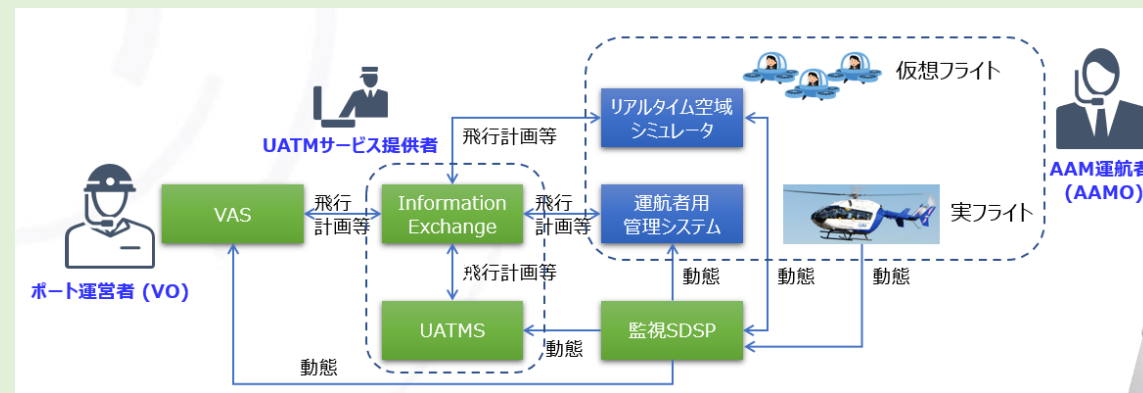 仮想フライト
リアルタイム空域
シミュレータ
飛行計画等
UATMサービス提供者
AAM運航者
(AAMO)
VAS
飛行
計画等
Information
Exchange
飛行
計画等
運航者用
管理システム
実フライト
ポート運営者 (VO)
飛行計画等
動態
動態
動態
UATMS
動態
監視SDSP
動態